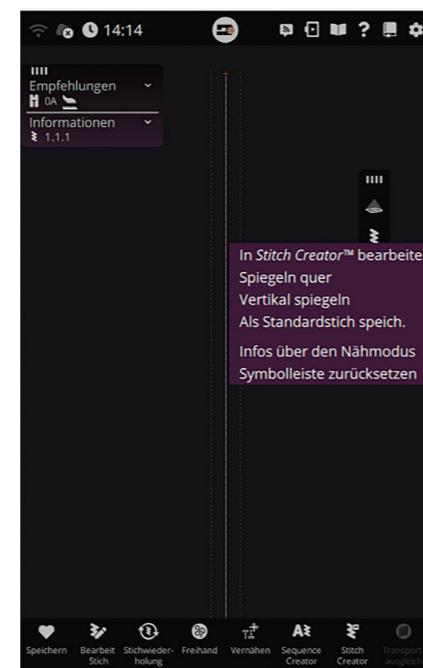 14:14
Empfehlungen
0A
Informationen
1.1.1
In Stitch Creator™ bearbeite
Spiegeln quer
Vertikal spiegeln
Als Standardstich speich.
Infos über den Nähmodus
Symbolleiste zurücksetzen
Speichern
Bearbeit
Stich
Stichwieder-
holung
Freihand
Vernähen
Sequence
Creator
Stitch
Creator
Transport
ausgleich